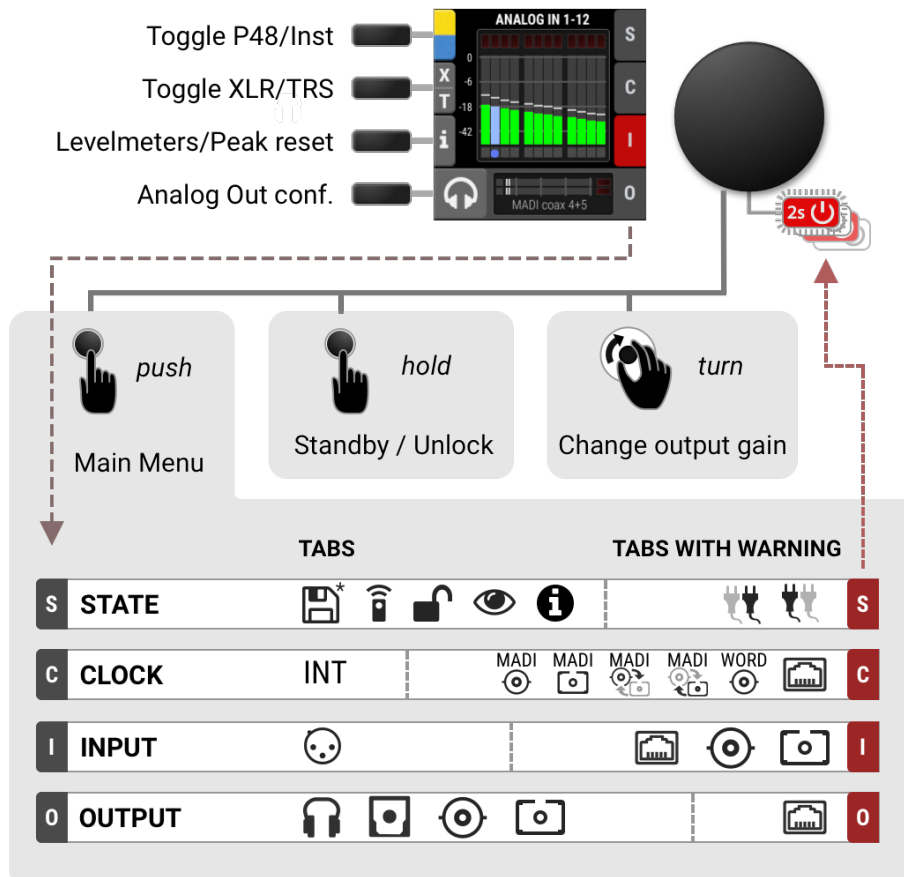 Toggle P48/Inst
Toggle XLR/TRS
Levelmeters/Peak reset
Analog Out conf.
ANALOG IN 1-12
0
-6
-18
-42
X
T
i
S
C
I
O
MADI coax 4+5
2s
push
Main Menu
hold
Standby / Unlock
turn
Change output gain
TABS
TABS WITH WARNING
S STATE * i S
C CLOCK INT MADI MADI MADI MADI WORD C
I INPUT I
O OUTPUT O